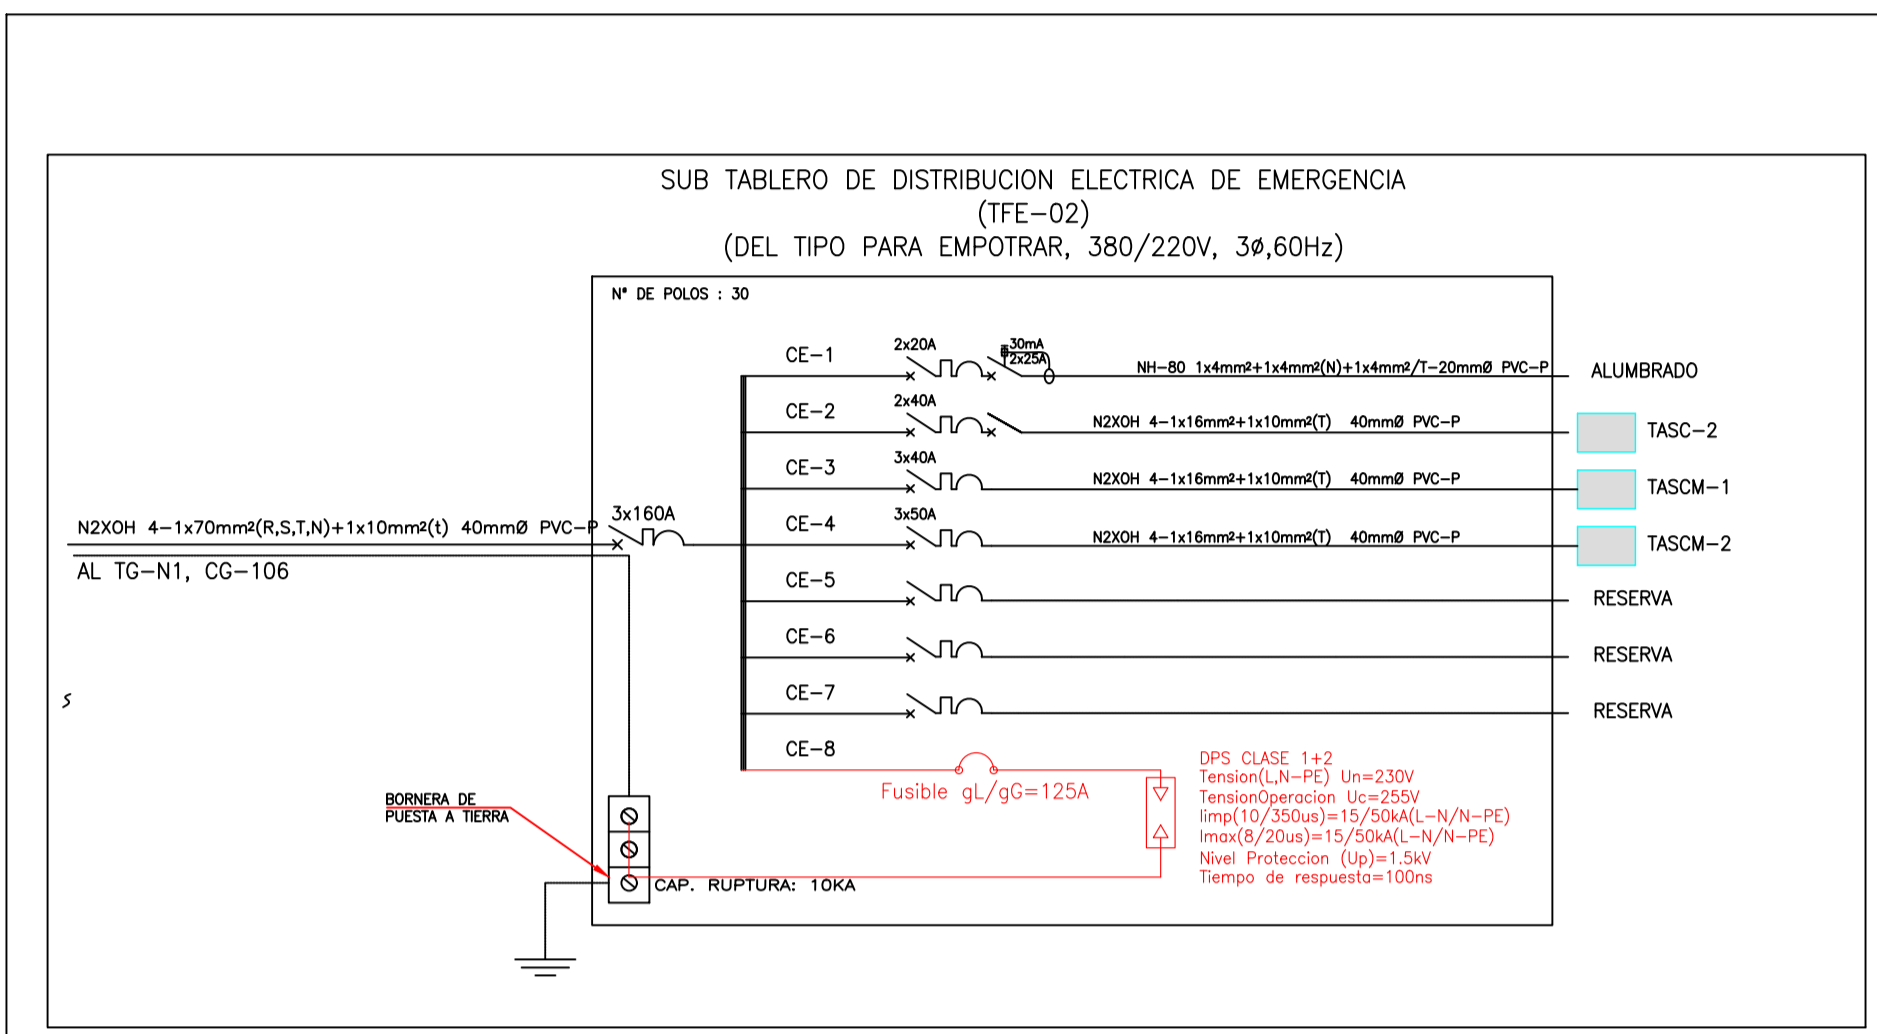 SUB TABLERO DE DISTRIBUCION ELECTRICA DE EMERGENCIA
(TFE-02)
(DEL TIPO PARA EMPOTRAR, 380/220V, 3ø,60Hz)
N° DE POLOS : 30
CE-1
2x20A
30mA
2x25A
NH-80 1x4mm²+1x4mm²(N)+1x4mm²/T-20mmØ PVC-P
ALUMBRADO
CE-2
2x40A
N2XOH 4-1x16mm²+1x10mm²(T) 40mmØ PVC-P
TASC-2
CE-3
3x40A
N2XOH 4-1x16mm²+1x10mm²(T) 40mmØ PVC-P
TASCM-1
CE-4
3x50A
N2XOH 4-1x16mm²+1x10mm²(T) 40mmØ PVC-P
TASCM-2
N2XOH 4-1x70mm²(R,S,T,N)+1x10mm²(t) 40mmØ PVC-P
3x160A
AL TG-N1, CG-106
CE-5
RESERVA
CE-6
RESERVA
CE-7
RESERVA
CE-8
Fusible gL/gG=125A
DPS CLASE 1+2
Tension(L,N-PE) Un=230V
TensionOperacion Uc=255V
Iimp(10/350us)=15/50kA(L-N/N-PE)
Imax(8/20us)=15/50kA(L-N/N-PE)
Nivel Proteccion (Up)=1.5kV
Tiempo de respuesta=100ns
BORNERA DE
PUESTA A TIERRA
CAP. RUPTURA: 10KA